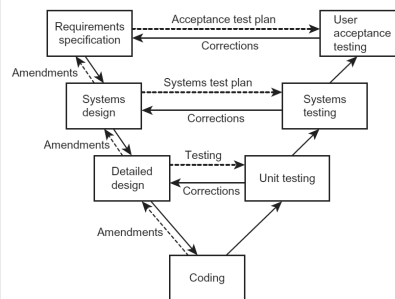 Requirements
specification
Acceptance test plan
Corrections
User
acceptance
testing
Amendments
Systems
design
Systems test plan
Corrections
Systems
testing
Amendments
Detailed
design
Testing
Corrections
Unit testing
Amendments
Coding